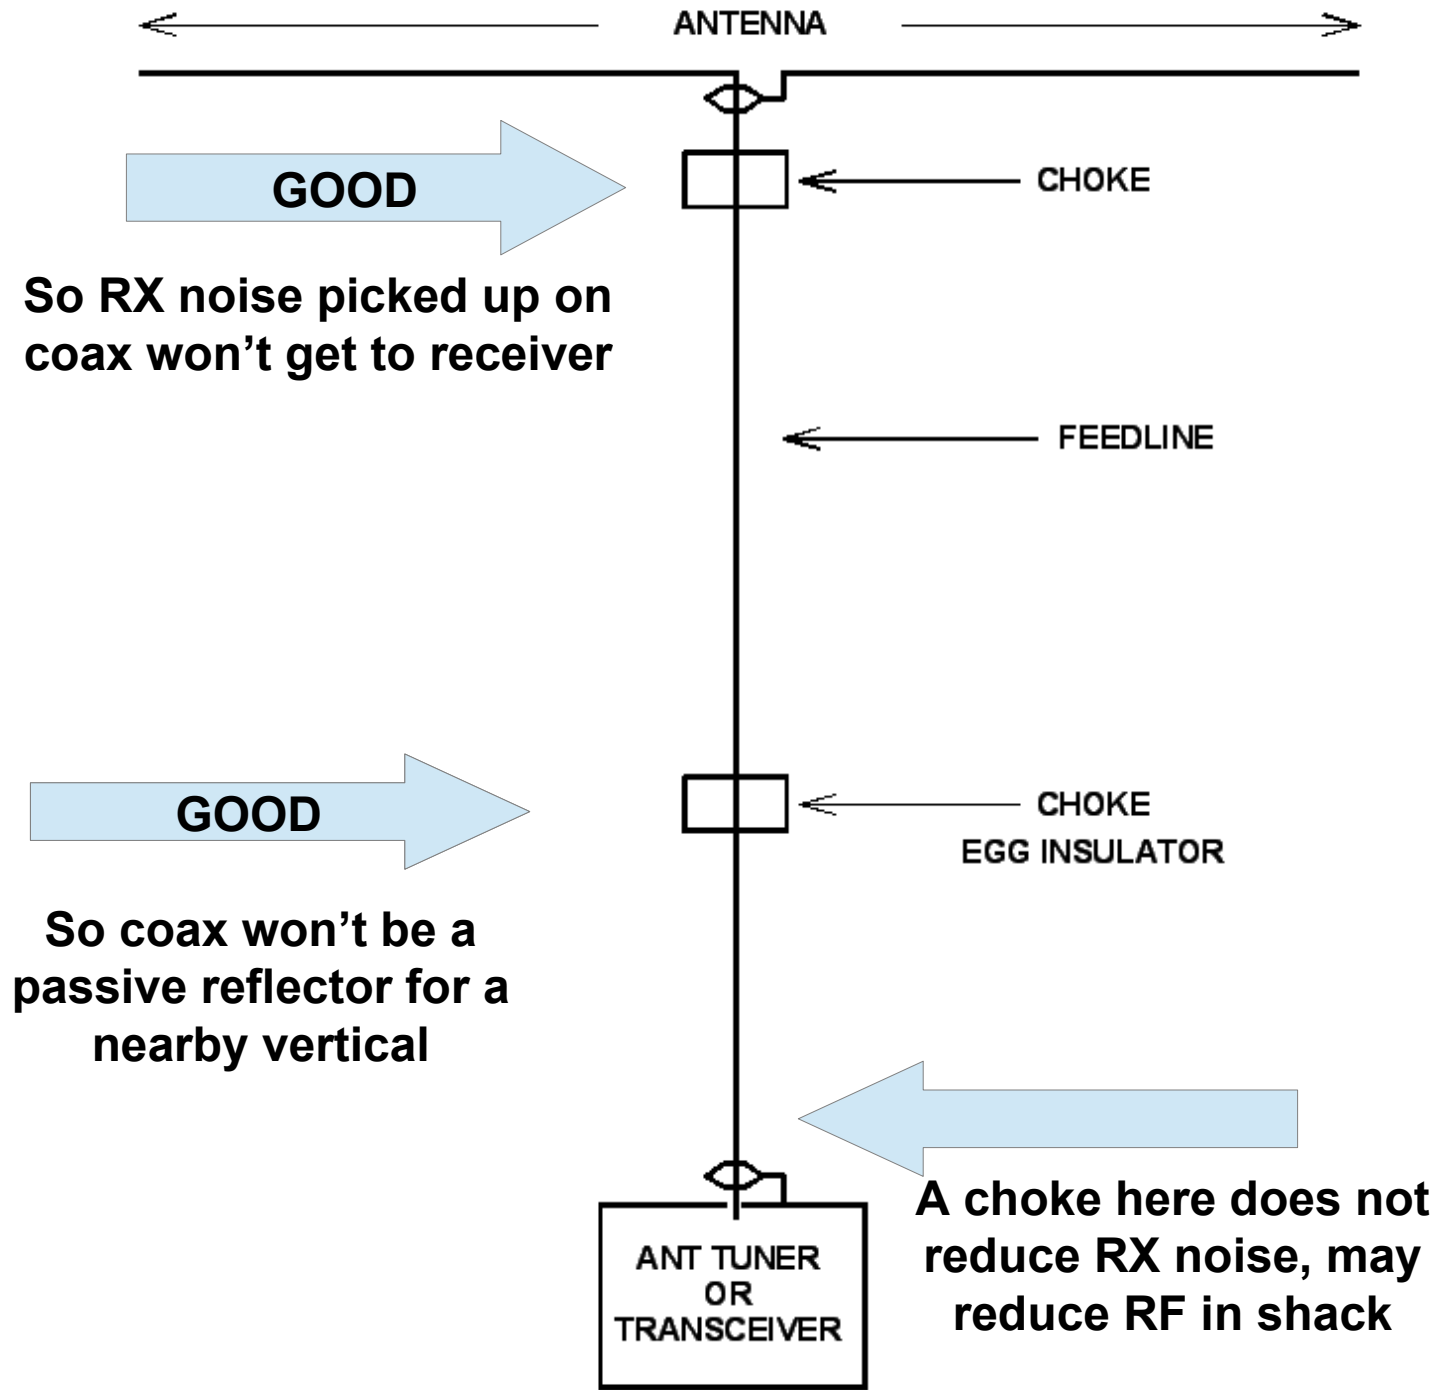 ANTENNA
GOOD
CHOKE
So RX noise picked up on
coax won’t get to receiver
FEEDLINE
GOOD
CHOKE
EGG INSULATOR
So coax won’t be a
passive reflector for a
nearby vertical
A choke here does not
reduce RX noise, may
reduce RF in shack
ANT TUNER
OR
TRANSCEIVER